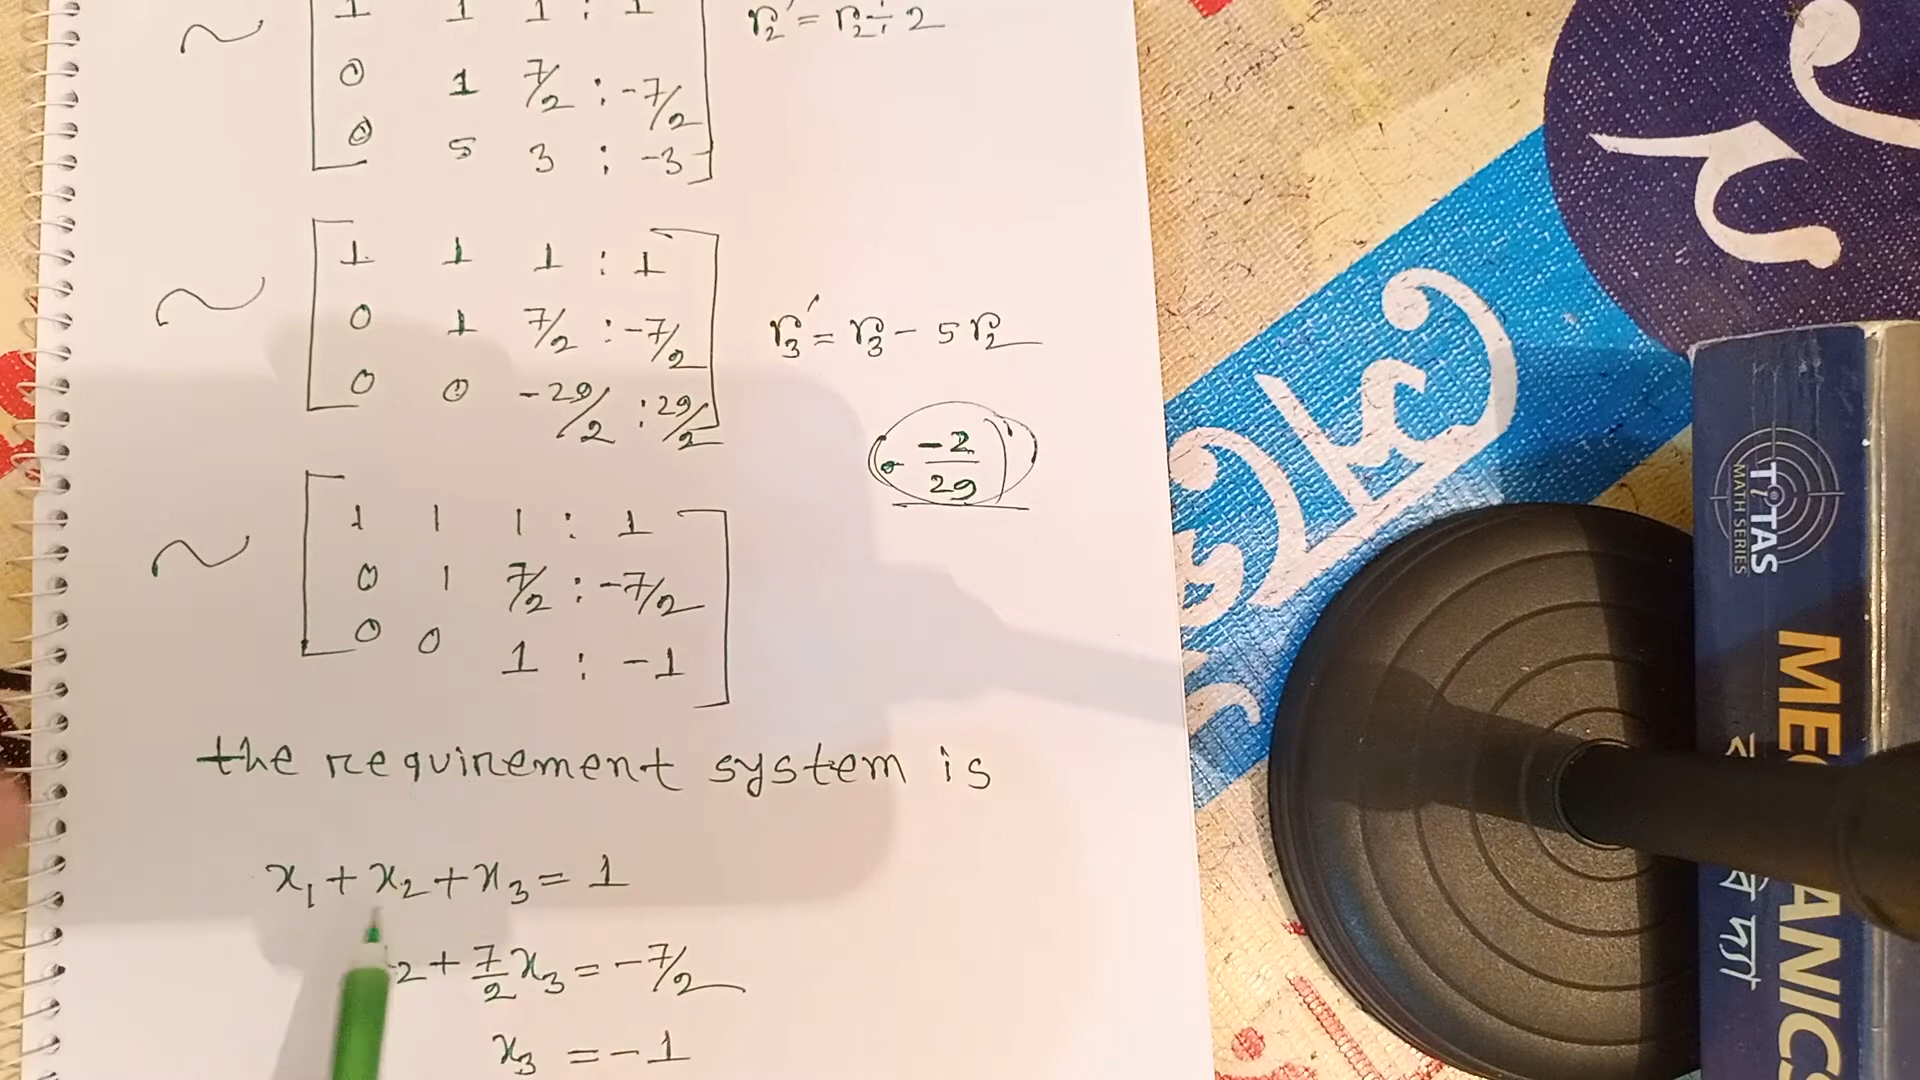 ~ 1 1 1 : 1 r2' = r2 ÷ 2
0 1 7/2 : -7/2
0 5 3 : -3
~ 1 1 1 : 1
0 1 7/2 : -7/2 r3' = r3 - 5r2
0 0 -29/2 : 29/2
-2/29
~ 1 1 1 : 1
0 1 7/2 : -7/2
0 0 1 : -1
the requirement system is
x1 + x2 + x3 = 1
2 + 7/2 x3 = -7/2
x3 = -1
TITAS
MATH SERIES